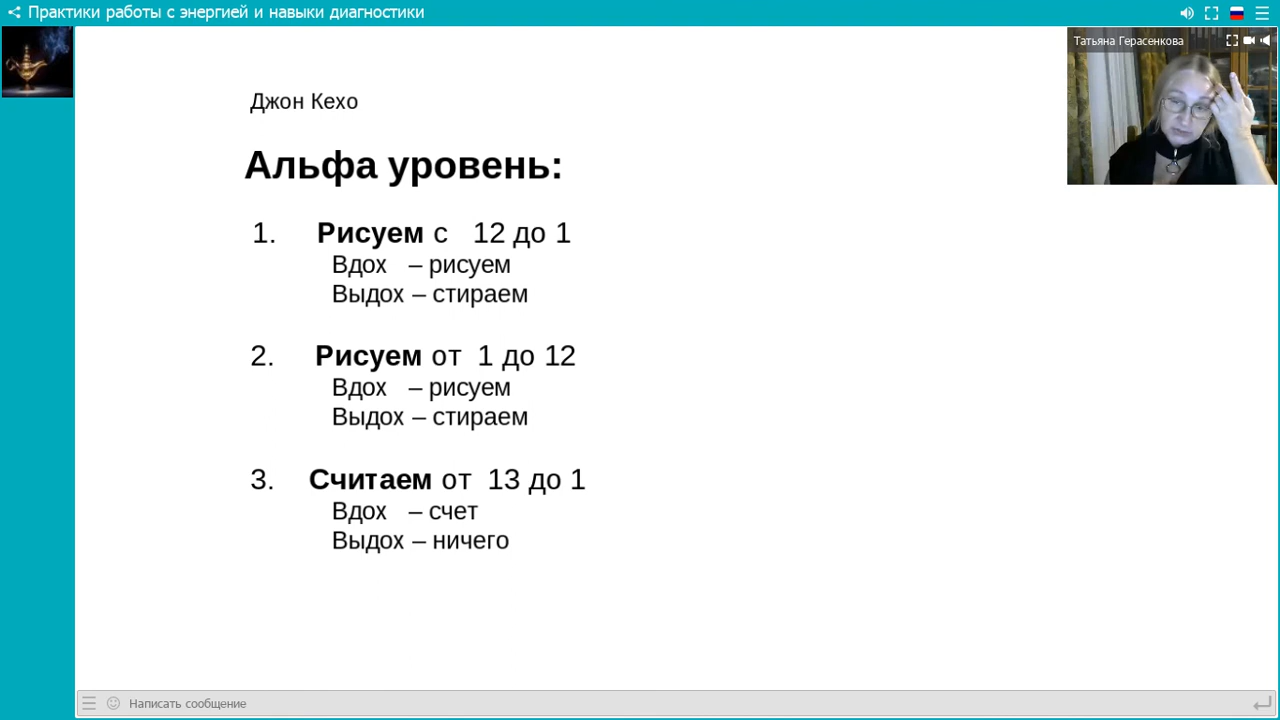 Практики работы с энергией и навыки диагностики
Татьяна Герасенкова
Джон Кехо
Альфа уровень:
1. Рисуем с 12 до 1
Вдох – рисуем
Выдох – стираем
2. Рисуем от 1 до 12
Вдох – рисуем
Выдох – стираем
3. Считаем от 13 до 1
Вдох – счет
Выдох – ничего
Написать сообщение